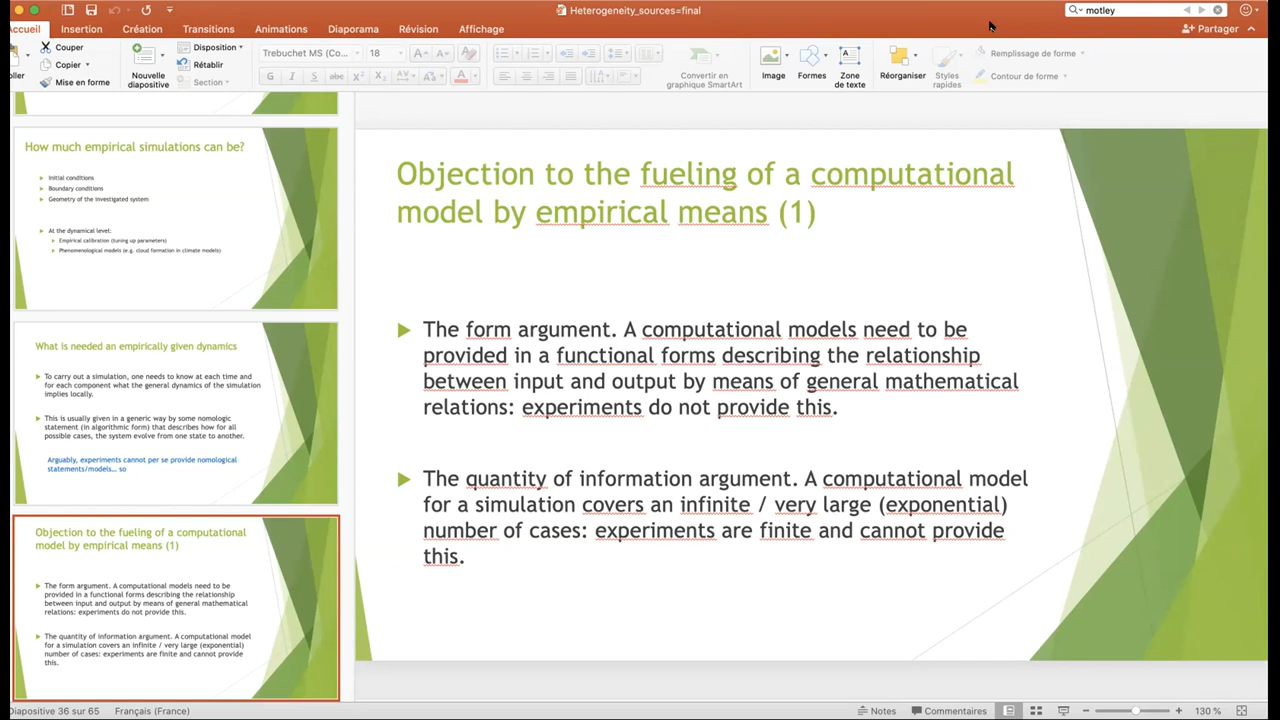 Heterogeneity_sources=final
motley
Accueil Insertion Création Transitions Animations Diaporama Révision Affichage
Partager
Couper
Copier
Mise en forme
Nouvelle
diapositive
Disposition
Rétablir
Section
Trebuchet MS (Co... 18
G I S abc X² X₂ AV Aa A
Convertir en
graphique SmartArt
Image
Formes
Zone
de texte
Réorganiser
Styles
rapides
Remplissage de forme
Contour de forme
How much empirical simulations can be?
Initial conditions
Boundary conditions
Geometry of the investigated system
At the dynamical level:
Empirical calibration (tuning up parameters)
Phenomenological models (e.g. cloud formation in climate models)
What is needed an empirically given dynamics
To carry out a simulation, one needs to know at each time and
for each component what the general dynamics of the simulation
implies locally.
This is usually given in a generic way by some nomologic
statement (in algorithmic form) that describes how for all
possible cases, the system evolve from one state to another.
Arguably, experiments cannot per se provide nomological
statements/models... so
Objection to the fueling of a computational
model by empirical means (1)
The form argument. A computational models need to be
provided in a functional forms describing the relationship
between input and output by means of general mathematical
relations: experiments do not provide this.
The quantity of information argument. A computational model
for a simulation covers an infinite / very large (exponential)
number of cases: experiments are finite and cannot provide
this.
Objection to the fueling of a computational
model by empirical means (1)
The form argument. A computational models need to be
provided in a functional forms describing the relationship
between input and output by means of general mathematical
relations: experiments do not provide this.
The quantity of information argument. A computational model
for a simulation covers an infinite / very large (exponential)
number of cases: experiments are finite and cannot provide
this.
Diapositive 36 sur 65 Français (France)
Notes Commentaires 130 %